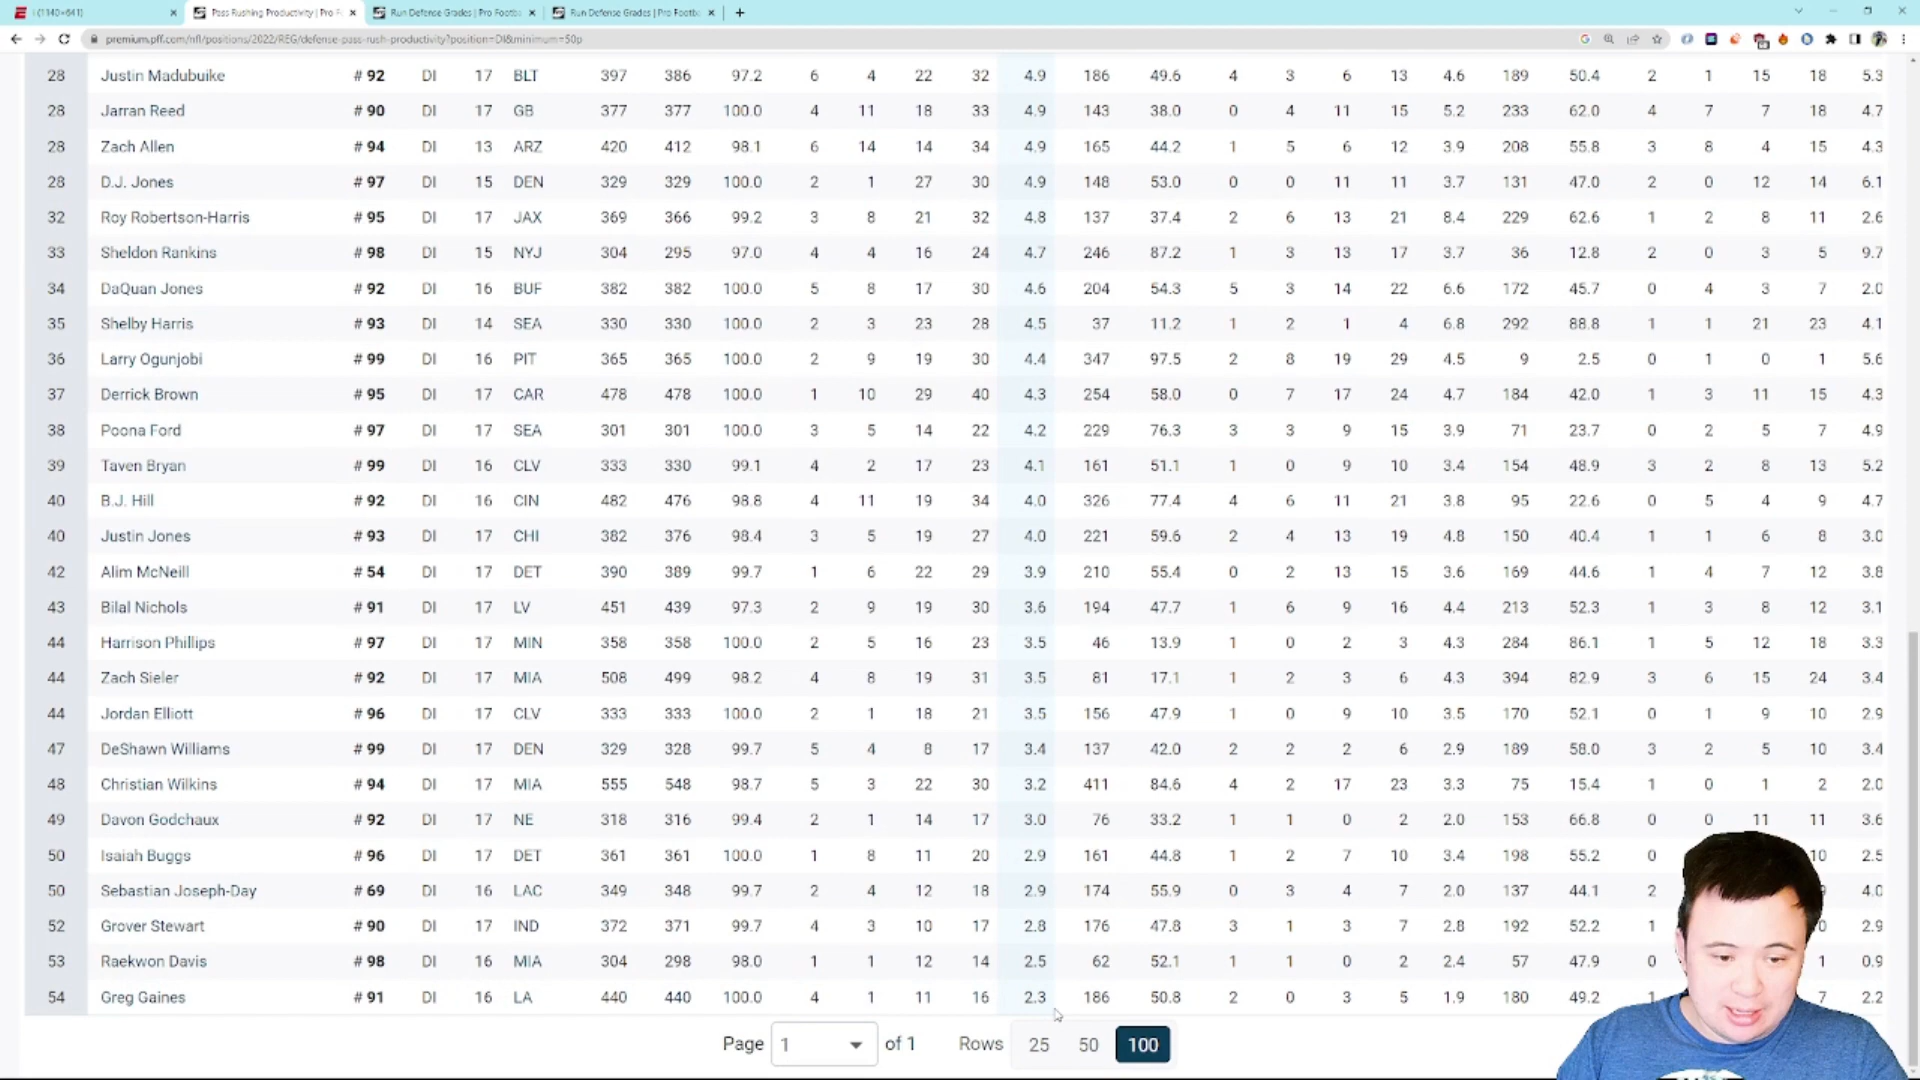 (1140×641)
Pass Rushing Productivity | Pro F
Run Defense Grades | Pro Footb
Run Defense Grades | Pro Footb
premium.pff.com/nfl/positions/2022/REG/defense-pass-rush-productivity?position=DI&minimum=50p
28 Justin Madubuike # 92 DI 17 BLT 397 386 97.2 6 4 22 32 4.9 186 49.6 4 3 6 13 4.6 189 50.4 2 1 15 18 5.3
28 Jarran Reed # 90 DI 17 GB 377 377 100.0 4 11 18 33 4.9 143 38.0 0 4 11 15 5.2 233 62.0 4 7 7 18 4.7
28 Zach Allen # 94 DI 13 ARZ 420 412 98.1 6 14 14 34 4.9 165 44.2 1 5 6 12 3.9 208 55.8 3 8 4 15 4.3
28 D.J. Jones # 97 DI 15 DEN 329 329 100.0 2 1 27 30 4.9 148 53.0 0 0 11 11 3.7 131 47.0 2 0 12 14 6.1
32 Roy Robertson-Harris # 95 DI 17 JAX 369 366 99.2 3 8 21 32 4.8 137 37.4 2 6 13 21 8.4 229 62.6 1 2 8 11 2.6
33 Sheldon Rankins # 98 DI 15 NYJ 304 295 97.0 4 4 16 24 4.7 246 87.2 1 3 13 17 3.7 36 12.8 2 0 3 5 9.7
34 DaQuan Jones # 92 DI 16 BUF 382 382 100.0 5 8 17 30 4.6 204 54.3 5 3 14 22 6.6 172 45.7 0 4 3 7 2.0
35 Shelby Harris # 93 DI 14 SEA 330 330 100.0 2 3 23 28 4.5 37 11.2 1 2 1 4 6.8 292 88.8 1 1 21 23 4.1
36 Larry Ogunjobi # 99 DI 16 PIT 365 365 100.0 2 9 19 30 4.4 347 97.5 2 8 19 29 4.5 9 2.5 0 1 0 1 5.6
37 Derrick Brown # 95 DI 17 CAR 478 478 100.0 1 10 29 40 4.3 254 58.0 0 7 17 24 4.7 184 42.0 1 3 11 15 4.3
38 Poona Ford # 97 DI 17 SEA 301 301 100.0 3 5 14 22 4.2 229 76.3 3 3 9 15 3.9 71 23.7 0 2 5 7 4.9
39 Taven Bryan # 99 DI 16 CLV 333 330 99.1 4 2 17 23 4.1 161 51.1 1 0 9 10 3.4 154 48.9 3 2 8 13 5.2
40 B.J. Hill # 92 DI 16 CIN 482 476 98.8 4 11 19 34 4.0 326 77.4 4 6 11 21 3.8 95 22.6 0 5 4 9 4.7
40 Justin Jones # 93 DI 17 CHI 382 376 98.4 3 5 19 27 4.0 221 59.6 2 4 13 19 4.8 150 40.4 1 1 6 8 3.0
42 Alim McNeill # 54 DI 17 DET 390 389 99.7 1 6 22 29 3.9 210 55.4 0 2 13 15 3.6 169 44.6 1 4 7 12 3.8
43 Bilal Nichols # 91 DI 17 LV 451 439 97.3 2 9 19 30 3.6 194 47.7 1 6 9 16 4.4 213 52.3 1 3 8 12 3.1
44 Harrison Phillips # 97 DI 17 MIN 358 358 100.0 2 5 16 23 3.5 46 13.9 1 0 2 3 4.3 284 86.1 1 5 12 18 3.3
44 Zach Sieler # 92 DI 17 MIA 508 499 98.2 4 8 19 31 3.5 81 17.1 1 2 3 6 4.3 394 82.9 3 6 15 24 3.4
44 Jordan Elliott # 96 DI 17 CLV 333 333 100.0 2 1 18 21 3.5 156 47.9 1 0 9 10 3.5 170 52.1 0 1 9 10 2.9
47 DeShawn Williams # 99 DI 17 DEN 329 328 99.7 5 4 8 17 3.4 137 42.0 2 2 2 6 2.9 189 58.0 3 2 5 10 3.4
48 Christian Wilkins # 94 DI 17 MIA 555 548 98.7 5 3 22 30 3.2 411 84.6 4 2 17 23 3.3 75 15.4 1 0 1 2 2.0
49 Davon Godchaux # 92 DI 17 NE 318 316 99.4 2 1 14 17 3.0 76 33.2 1 1 0 2 2.0 153 66.8 0 0 11 11 3.6
50 Isaiah Buggs # 96 DI 17 DET 361 361 100.0 1 8 11 20 2.9 161 44.8 1 2 7 10 3.4 198 55.2 0 10 2.5
50 Sebastian Joseph-Day # 69 DI 16 LAC 349 348 99.7 2 4 12 18 2.9 174 55.9 0 3 4 7 2.0 137 44.1 2 4.0
52 Grover Stewart # 90 DI 17 IND 372 371 99.7 4 3 10 17 2.8 176 47.8 3 1 3 7 2.8 192 52.2 1 0 2.9
53 Raekwon Davis # 98 DI 16 MIA 304 298 98.0 1 1 12 14 2.5 62 52.1 1 1 0 2 2.4 57 47.9 0 1 0.9
54 Greg Gaines # 91 DI 16 LA 440 440 100.0 4 1 11 16 2.3 186 50.8 2 0 3 5 1.9 180 49.2 1 7 2.2
Page 1 of 1 Rows 25 50 100